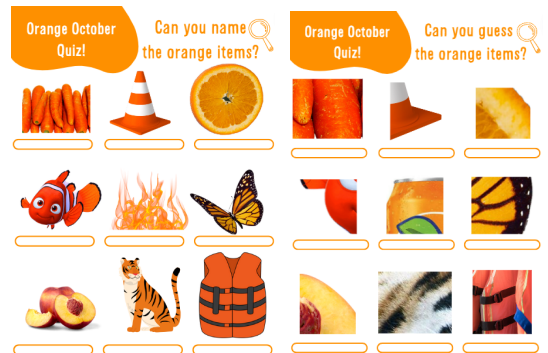 Orange October
Quiz!
Can you name
the orange items?
Orange October
Quiz!
Can you guess
the orange items?